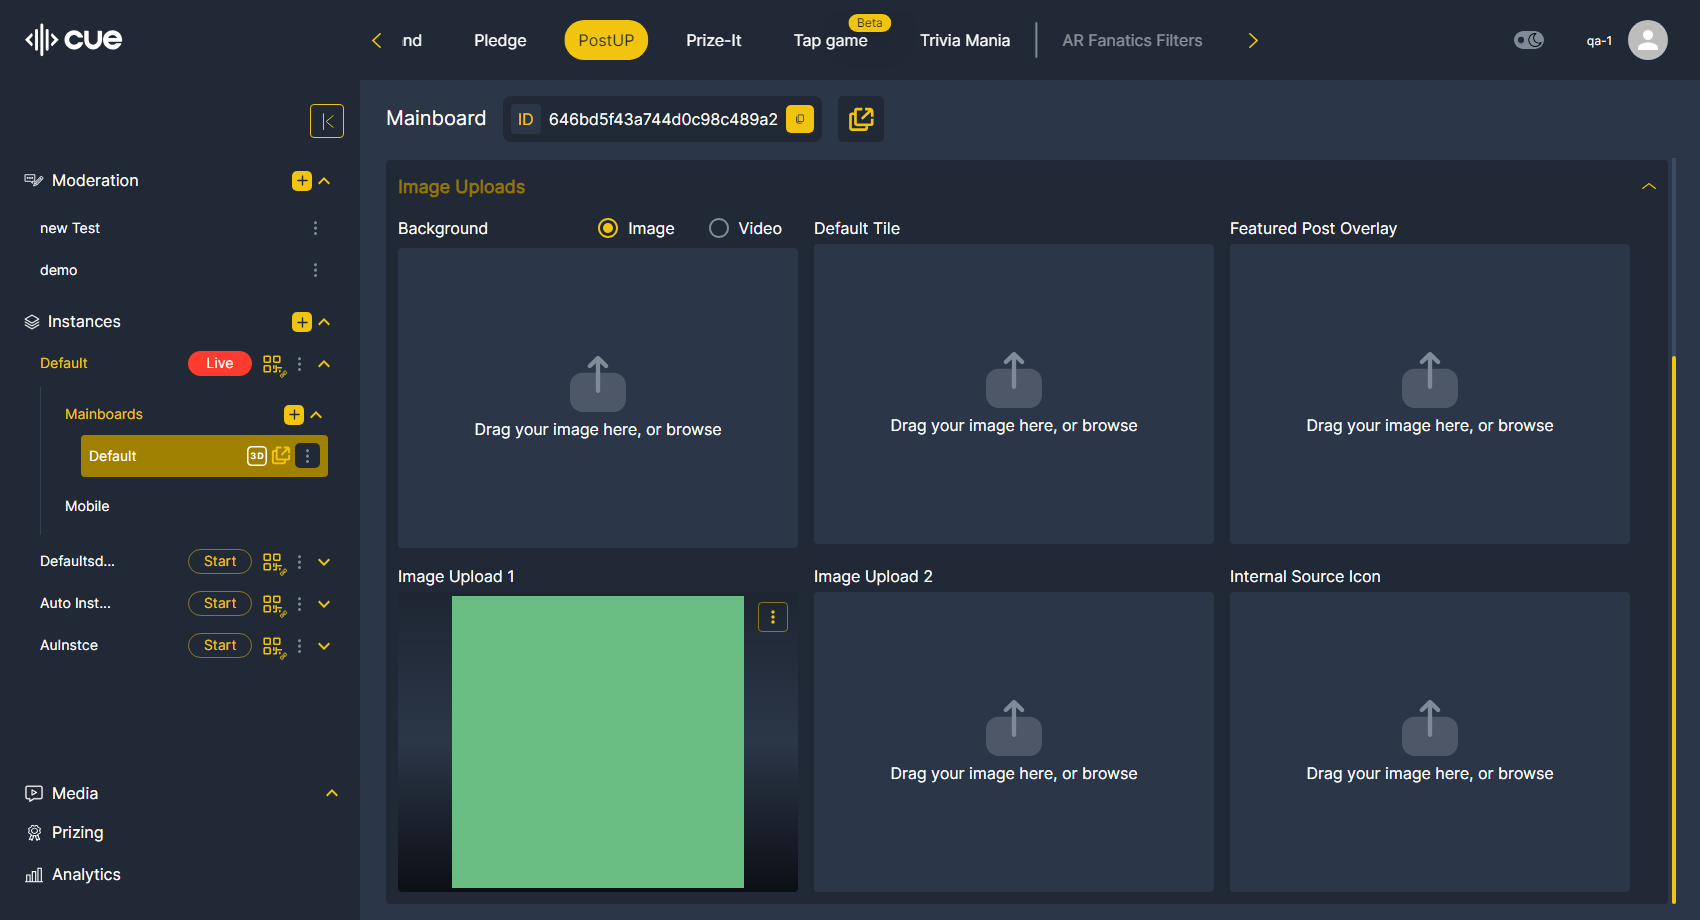 cue
nd
Pledge
PostUP
Prize-It
Beta
Tap game
Trivia Mania
AR Fanatics Filters
qa-1
Mainboard
ID 646bd5f43a744d0c98c489a2
Moderation
new Test
demo
Instances
Default Live
Mainboards
Default 3D
Mobile
Defaultsd... Start
Auto Inst... Start
AuInstce Start
Media
Prizing
Analytics
Image Uploads
Background Image Video
Drag your image here, or browse
Default Tile
Drag your image here, or browse
Featured Post Overlay
Drag your image here, or browse
Image Upload 1
Image Upload 2
Drag your image here, or browse
Internal Source Icon
Drag your image here, or browse